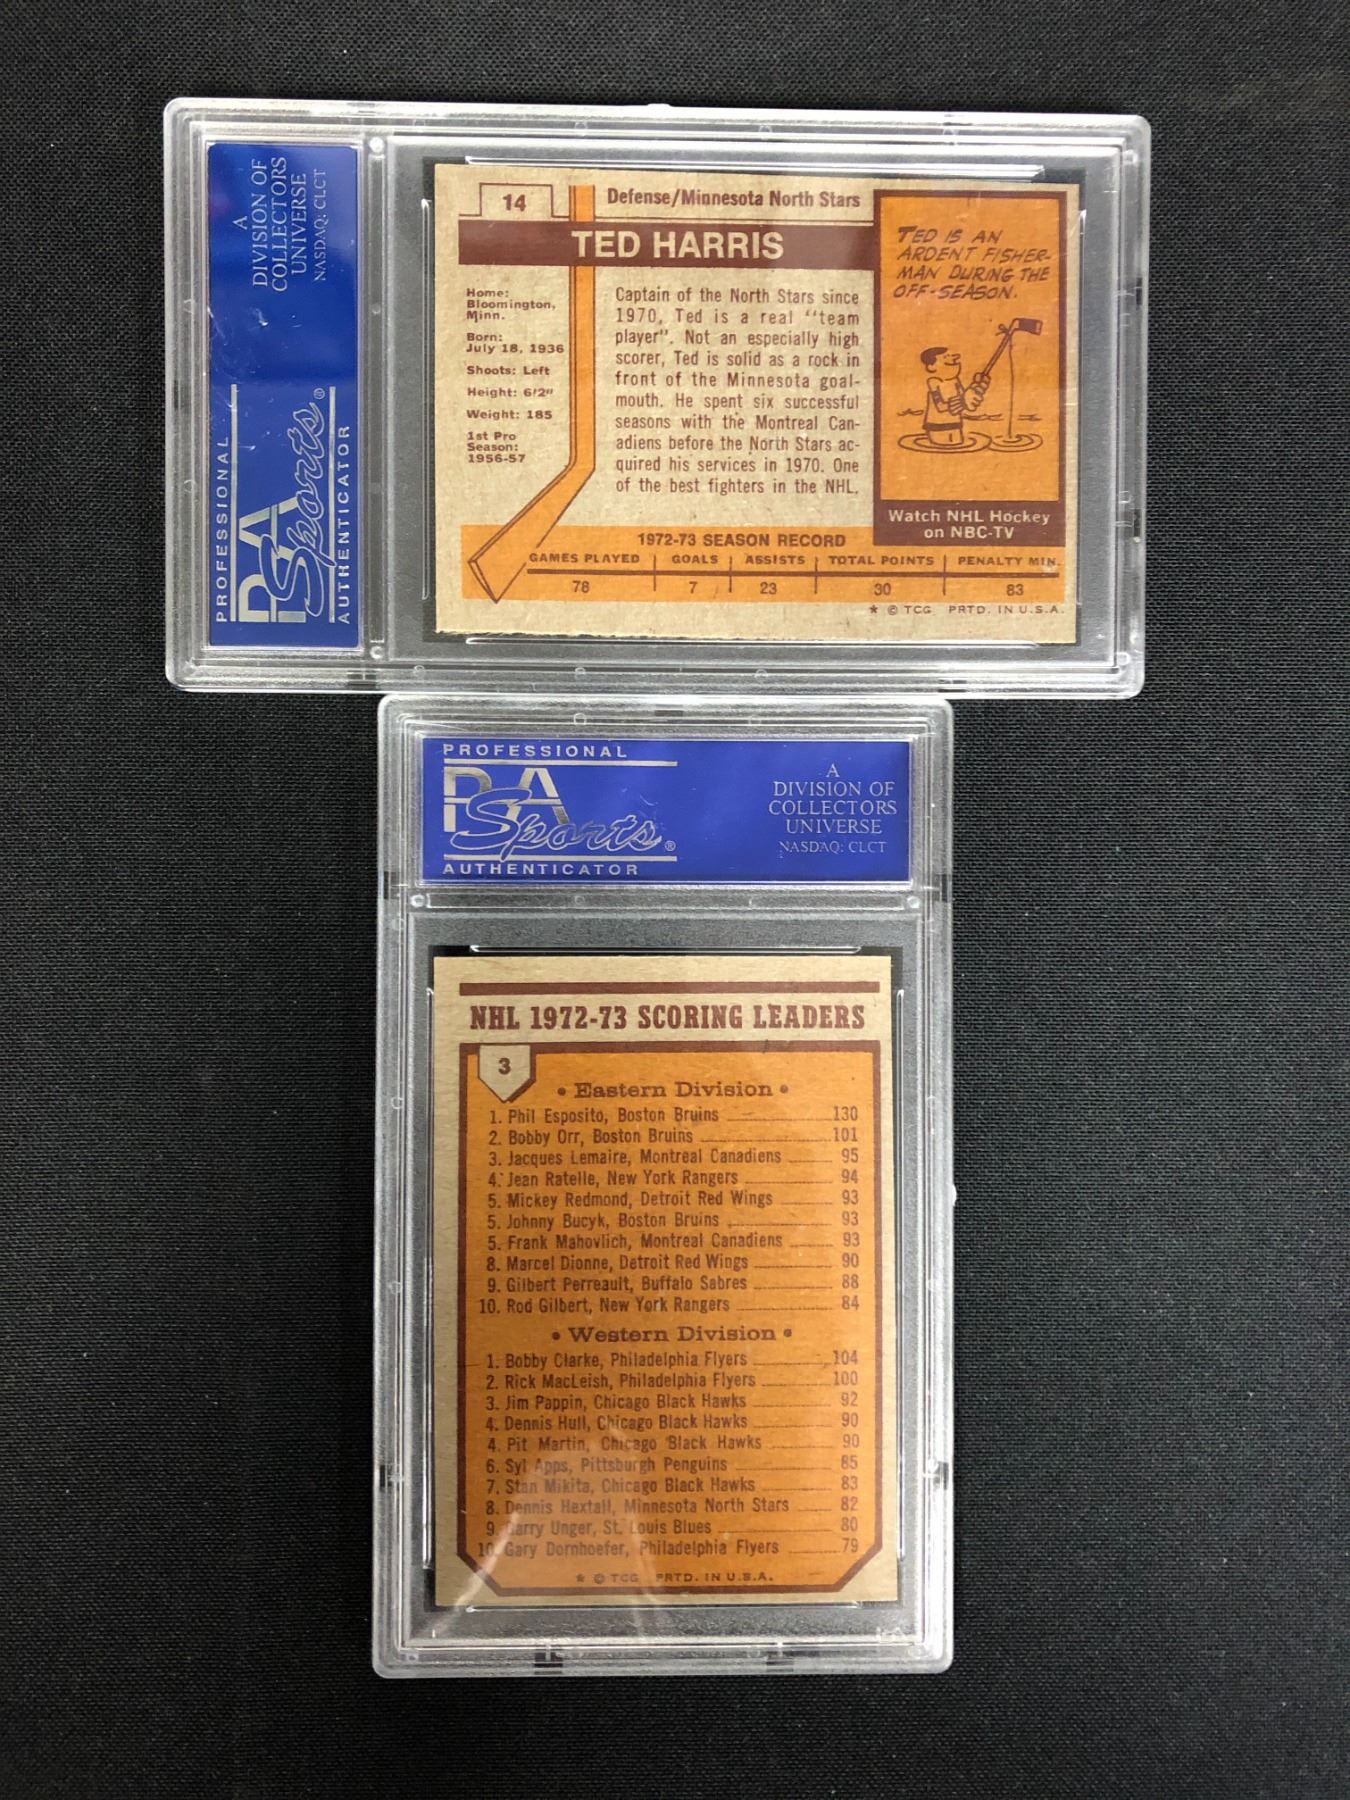 A
DIVISION OF
COLLECTORS
UNIVERSE
NASDAQ: CLCT
PROFESSIONAL
PSA
Sports®
AUTHENTICATOR
14
Defense/Minnesota North Stars
TED HARRIS
Home:
Bloomington,
Minn.
Born:
July 18, 1936
Shoots: Left
Height: 6'2"
Weight: 185
1st Pro
Season:
1956-57
Captain of the North Stars since
1970, Ted is a real "team
player". Not an especially high
scorer, Ted is solid as a rock in
front of the Minnesota goal-
mouth. He spent six successful
seasons with the Montreal Can-
adiens before the North Stars ac-
quired his services in 1970. One
of the best fighters in the NHL.
TED IS AN
ARDENT FISHER-
MAN DURING THE
OFF-SEASON.
Watch NHL Hockey
on NBC-TV
1972-73 SEASON RECORD
GAMES PLAYED GOALS ASSISTS TOTAL POINTS PENALTY MIN.
78 7 23 30 83
* © TCG PRTD. IN U.S.A.
PROFESSIONAL
PSA
Sports®
AUTHENTICATOR
A
DIVISION OF
COLLECTORS
UNIVERSE
NASDAQ: CLCT
NHL 1972-73 SCORING LEADERS
3
• Eastern Division •
1. Phil Esposito, Boston Bruins 130
2. Bobby Orr, Boston Bruins 101
3. Jacques Lemaire, Montreal Canadiens 95
4. Jean Ratelle, New York Rangers 94
5. Mickey Redmond, Detroit Red Wings 93
5. Johnny Bucyk, Boston Bruins 93
5. Frank Mahovlich, Montreal Canadiens 93
8. Marcel Dionne, Detroit Red Wings 90
9. Gilbert Perreault, Buffalo Sabres 88
10. Rod Gilbert, New York Rangers 84
• Western Division •
1. Bobby Clarke, Philadelphia Flyers 104
2. Rick MacLeish, Philadelphia Flyers 100
3. Jim Pappin, Chicago Black Hawks 92
4. Dennis Hull, Chicago Black Hawks 90
4. Pit Martin, Chicago Black Hawks 90
6. Syl Apps, Pittsburgh Penguins 85
7. Stan Mikita, Chicago Black Hawks 83
8. Dennis Hextall, Minnesota North Stars 82
9. Garry Unger, St. Louis Blues 80
10. Gary Dornhoefer, Philadelphia Flyers 79
* © TCG PRTD. IN U.S.A.